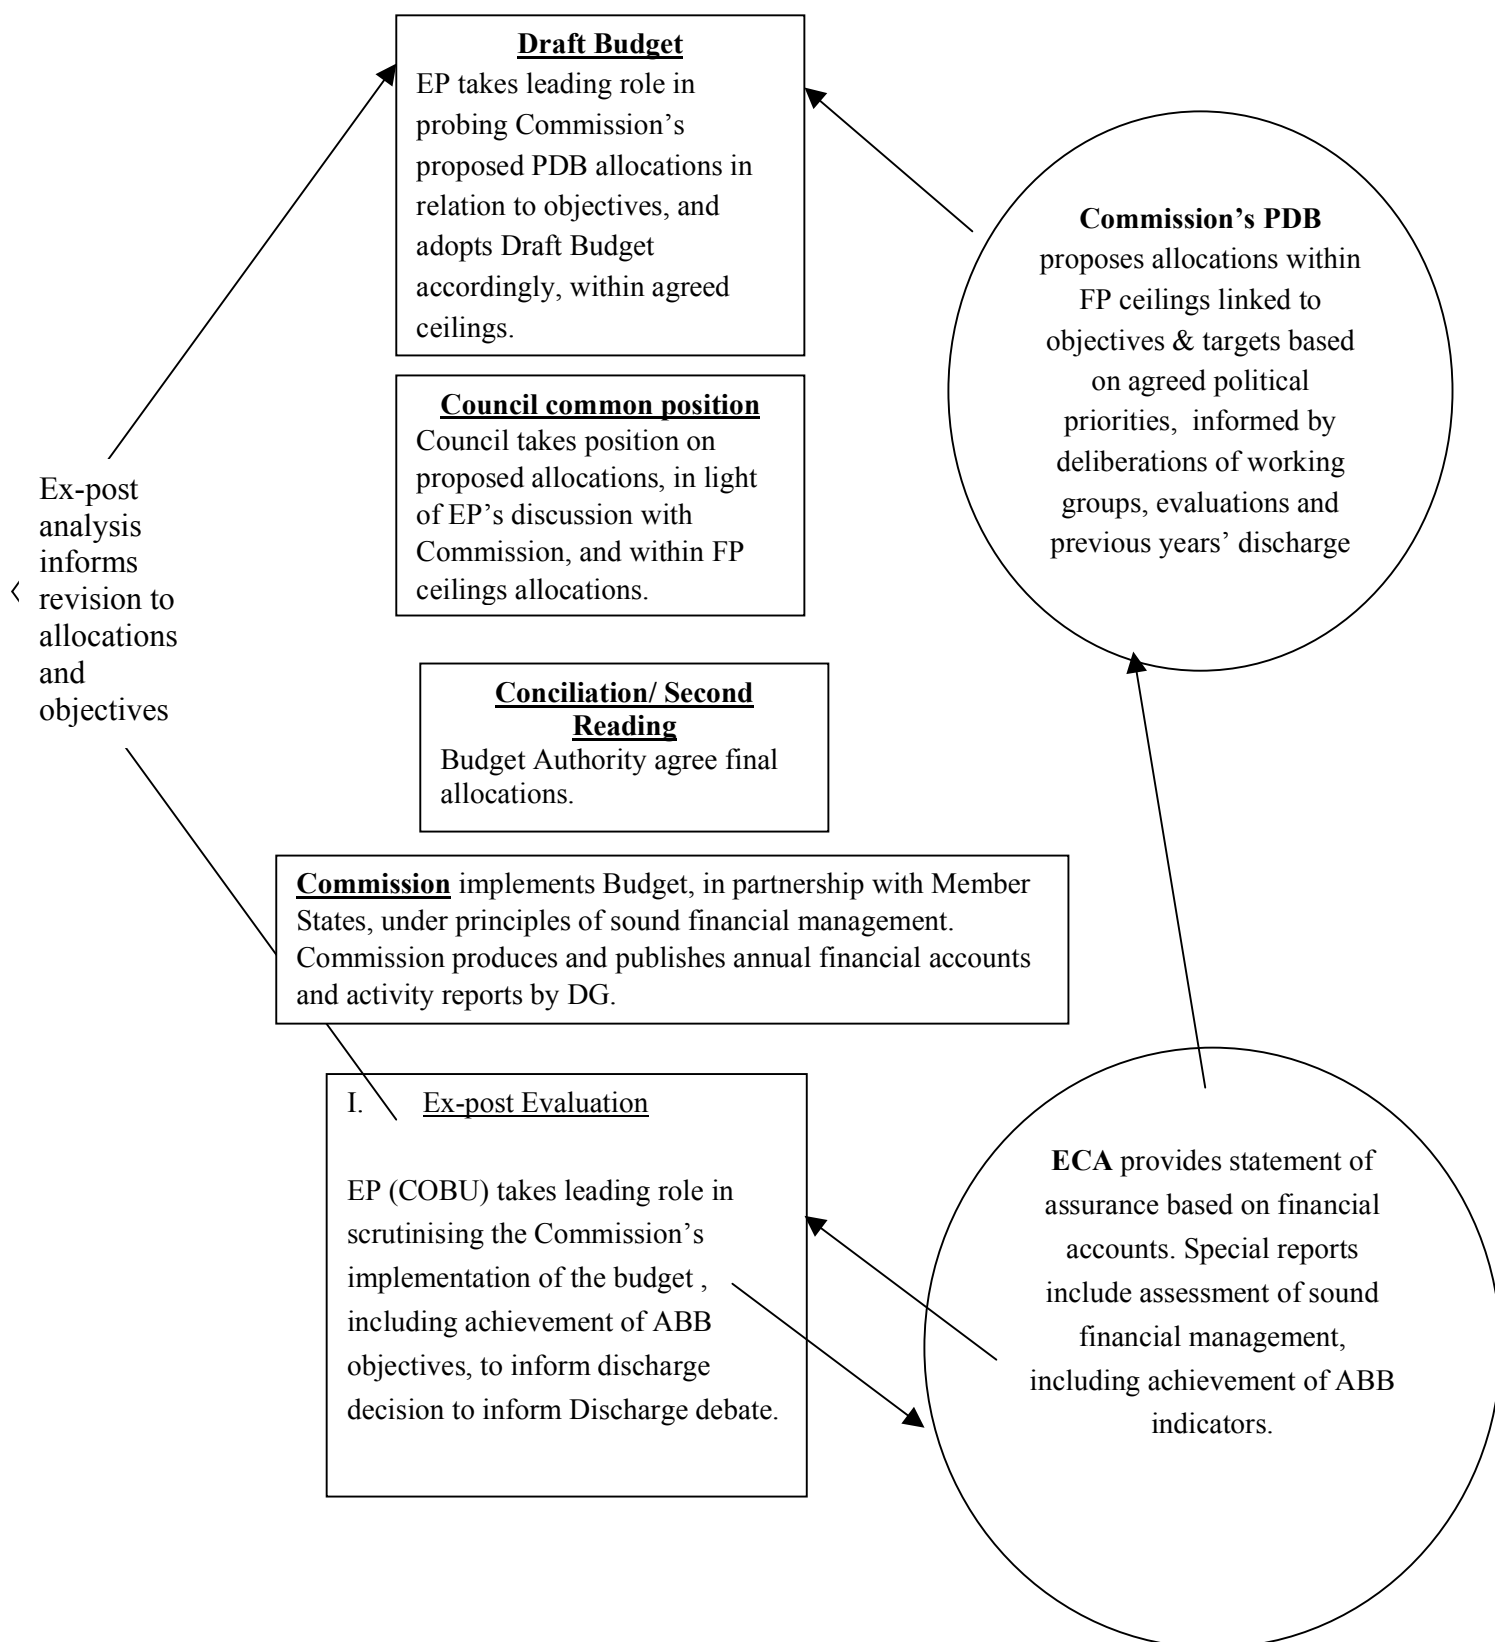 Draft Budget
EP takes leading role in
probing Commission’s
proposed PDB allocations in
relation to objectives, and
adopts Draft Budget
accordingly, within agreed
ceilings.
Commission’s PDB
proposes allocations within
FP ceilings linked to
objectives & targets based
on agreed political
priorities, informed by
deliberations of working
groups, evaluations and
previous years’ discharge
Council common position
Council takes position on
proposed allocations, in light
of EP’s discussion with
Commission, and within FP
ceilings allocations.
Ex-post
analysis
informs
revision to
allocations
and
objectives
Conciliation/ Second
Reading
Budget Authority agree final
allocations.
Commission implements Budget, in partnership with Member
States, under principles of sound financial management.
Commission produces and publishes annual financial accounts
and activity reports by DG.
I. Ex-post Evaluation
EP (COBU) takes leading role in
scrutinising the Commission’s
implementation of the budget ,
including achievement of ABB
objectives, to inform discharge
decision to inform Discharge debate.
ECA provides statement of
assurance based on financial
accounts. Special reports
include assessment of sound
financial management,
including achievement of ABB
indicators.